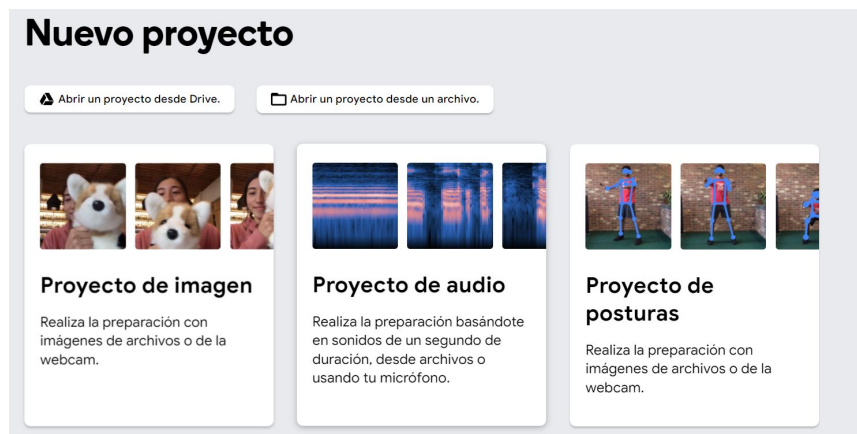 Nuevo proyecto
Abrir un proyecto desde Drive.
Abrir un proyecto desde un archivo.
Proyecto de imagen
Realiza la preparación con
imágenes de archivos o de la
webcam.
Proyecto de audio
Realiza la preparación basándote
en sonidos de un segundo de
duración, desde archivos o
usando tu micrófono.
Proyecto de
posturas
Realiza la preparación con
imágenes de archivos o de la
webcam.